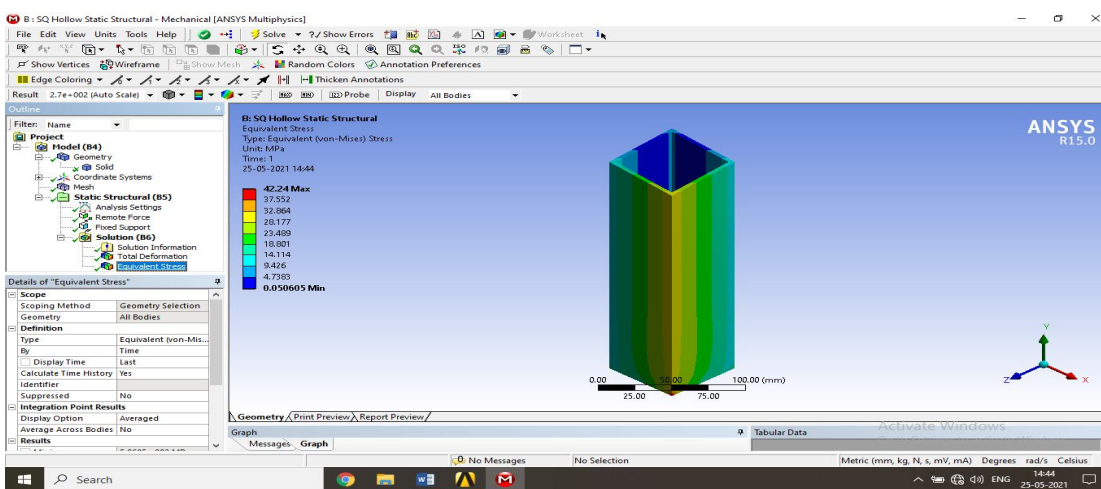 B : SQ Hollow Static Structural - Mechanical [ANSYS Multiphysics]
File Edit View Units Tools Help Solve ?/ Show Errors Worksheet
Show Vertices Wireframe Show Mesh Random Colors Annotation Preferences
Edge Coloring Thicken Annotations
Result 2.7e+002 (Auto Scale) Probe Display All Bodies
Outline
Filter: Name
Project
Model (B4)
Geometry
Solid
Coordinate Systems
Mesh
Static Structural (B5)
Analysis Settings
Remote Force
Fixed Support
Solution (B6)
Solution Information
Total Deformation
Equivalent Stress
Details of "Equivalent Stress"
Scope
Scoping Method Geometry Selection
Geometry All Bodies
Definition
Type Equivalent (von-Mis...
By Time
Display Time Last
Calculate Time History Yes
Identifier
Suppressed No
Integration Point Results
Display Option Averaged
Average Across Bodies No
Results
B: SQ Hollow Static Structural
Equivalent Stress
Type: Equivalent (von-Mises) Stress
Unit: MPa
Time: 1
25-05-2021 14:44
42.24 Max
37.552
32.864
28.177
23.489
18.801
14.114
9.426
4.7383
0.050605 Min
ANSYS
R15.0
Y
Z X
0.00 50.00 100.00 (mm)
25.00 75.00
Geometry Print Preview Report Preview
Graph
Messages Graph
Tabular Data
Activate Windows
No Messages No Selection Metric (mm, kg, N, s, mV, mA) Degrees rad/s Celsius
Search
ENG 14:44
25-05-2021